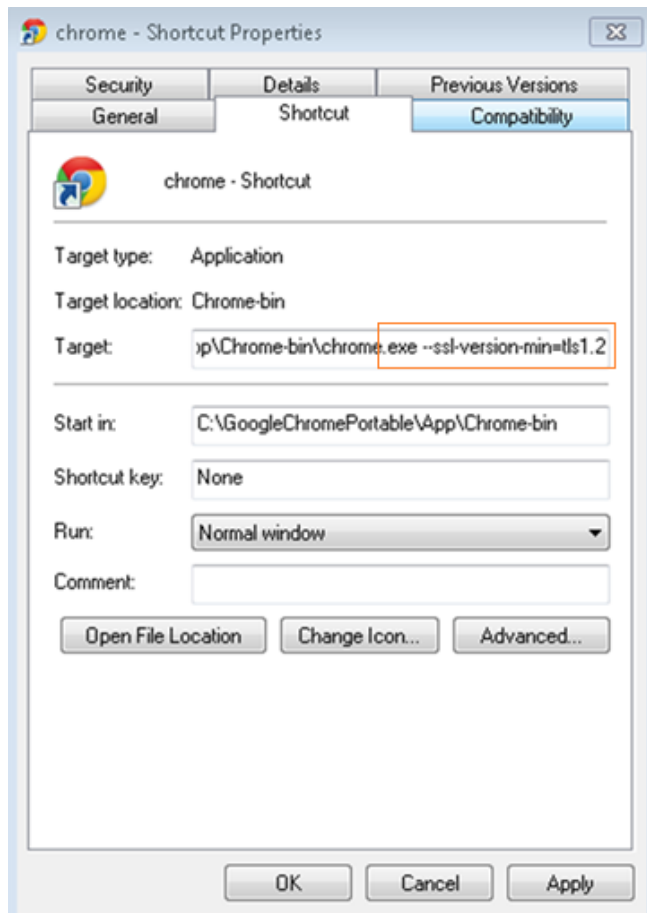 chrome - Shortcut Properties
Security Details Previous Versions
General Shortcut Compatibility
chrome - Shortcut
Target type: Application
Target location: Chrome-bin
Target: op\Chrome-bin\chrome.exe --ssl-version-min=tls1.2
Start in: C:\GoogleChromePortable\App\Chrome-bin
Shortcut key: None
Run: Normal window
Comment:
Open File Location Change Icon... Advanced...
OK Cancel Apply